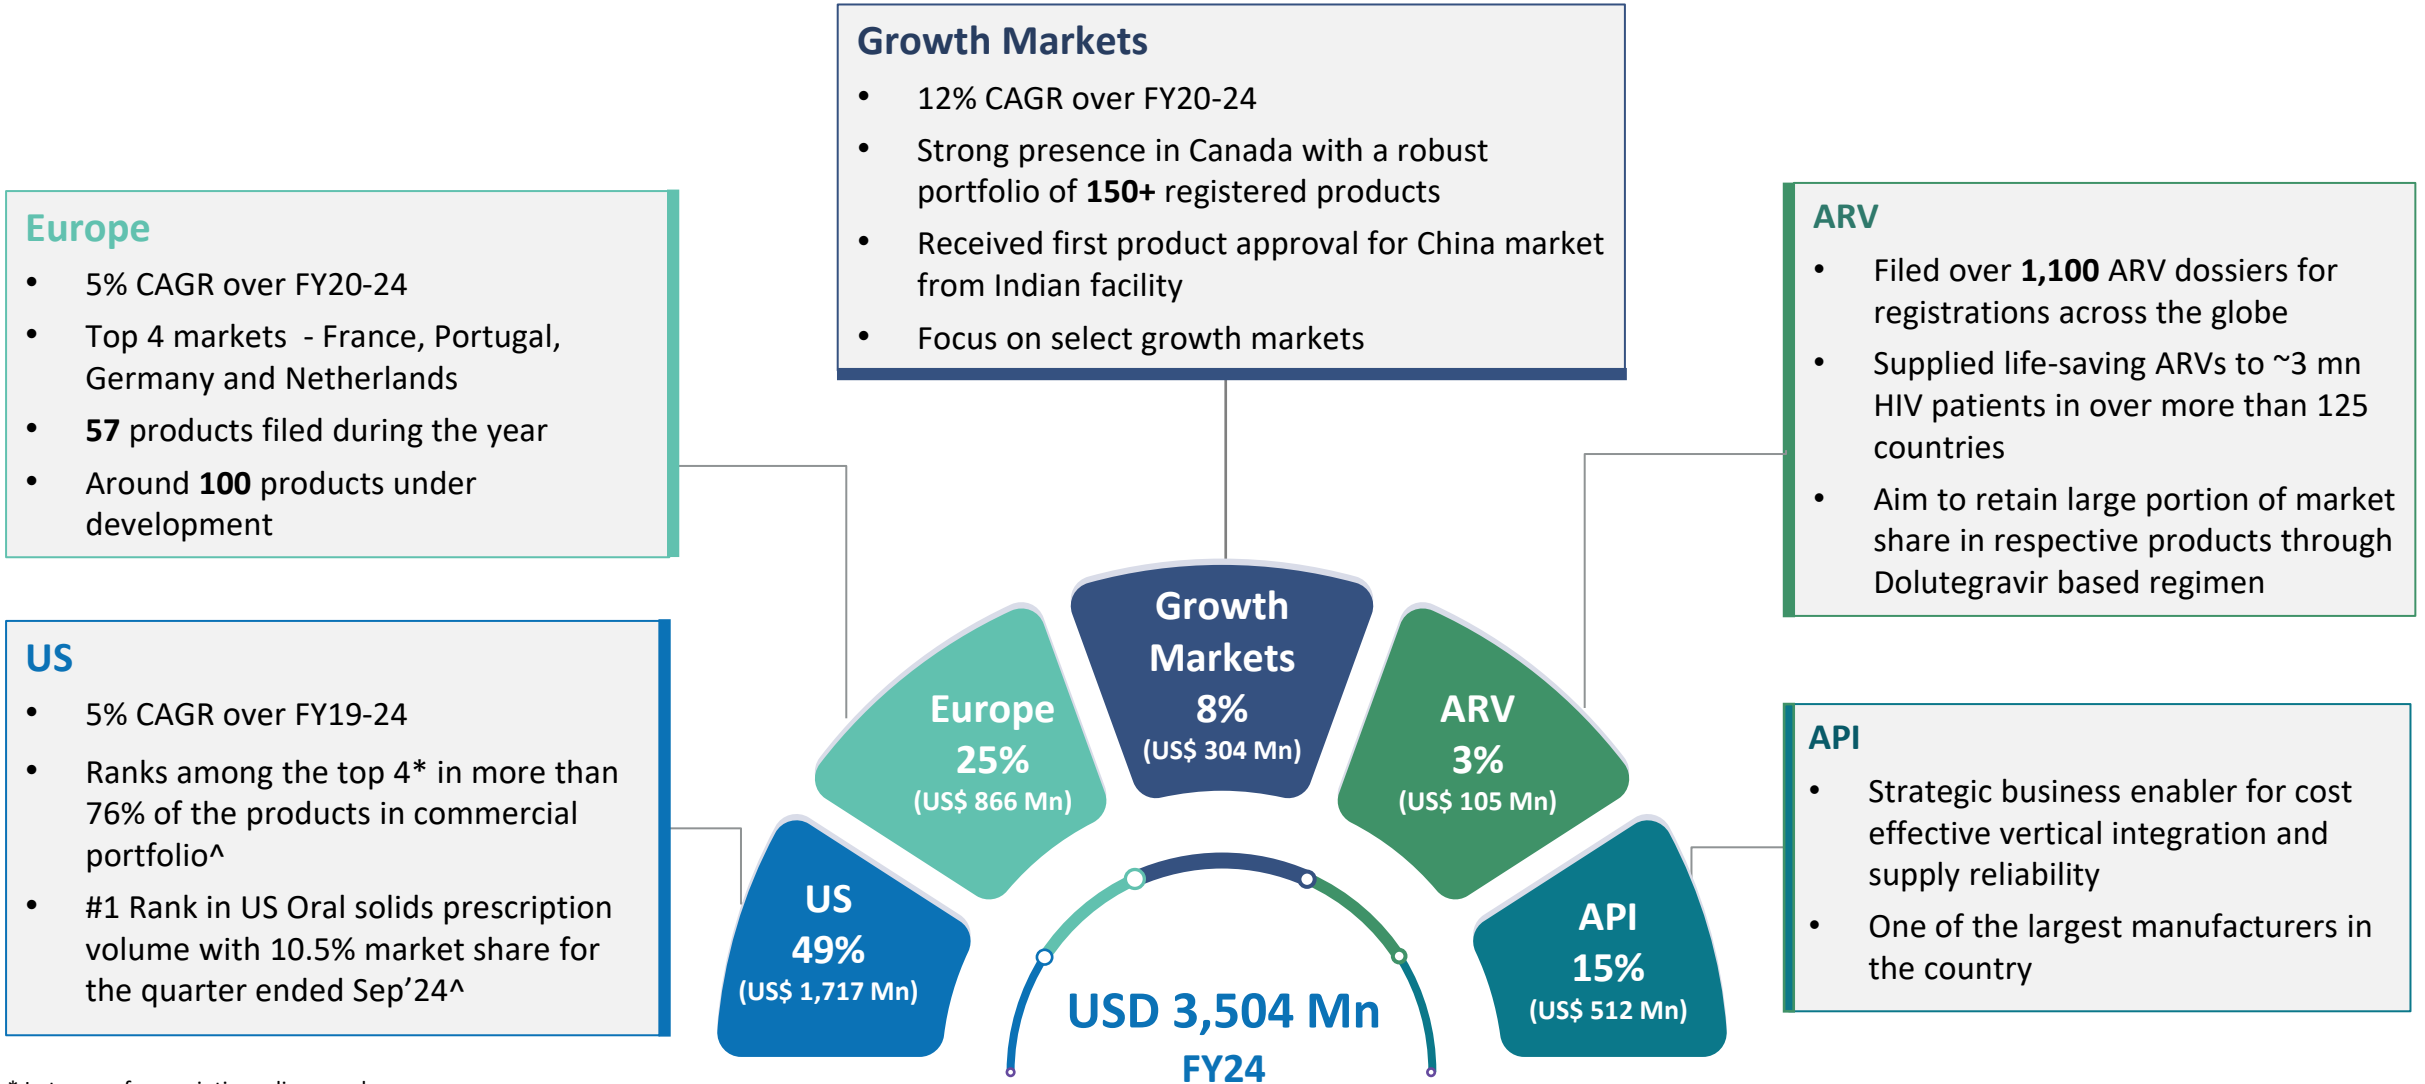 Growth Markets
• 12% CAGR over FY20-24
• Strong presence in Canada with a robust
portfolio of 150+ registered products
• Received first product approval for China market
from Indian facility
• Focus on select growth markets
Europe
• 5% CAGR over FY20-24
• Top 4 markets - France, Portugal,
Germany and Netherlands
• 57 products filed during the year
• Around 100 products under
development
ARV
• Filed over 1,100 ARV dossiers for
registrations across the globe
• Supplied life-saving ARVs to ~3 mn
HIV patients in over more than 125
countries
• Aim to retain large portion of market
share in respective products through
Dolutegravir based regimen
US
• 5% CAGR over FY19-24
• Ranks among the top 4* in more than
76% of the products in commercial
portfolio^
• #1 Rank in US Oral solids prescription
volume with 10.5% market share for
the quarter ended Sep’24^
API
• Strategic business enabler for cost
effective vertical integration and
supply reliability
• One of the largest manufacturers in
the country
US
49%
(US$ 1,717 Mn)
Europe
25%
(US$ 866 Mn)
Growth
Markets
8%
(US$ 304 Mn)
ARV
3%
(US$ 105 Mn)
API
15%
(US$ 512 Mn)
USD 3,504 Mn
FY24